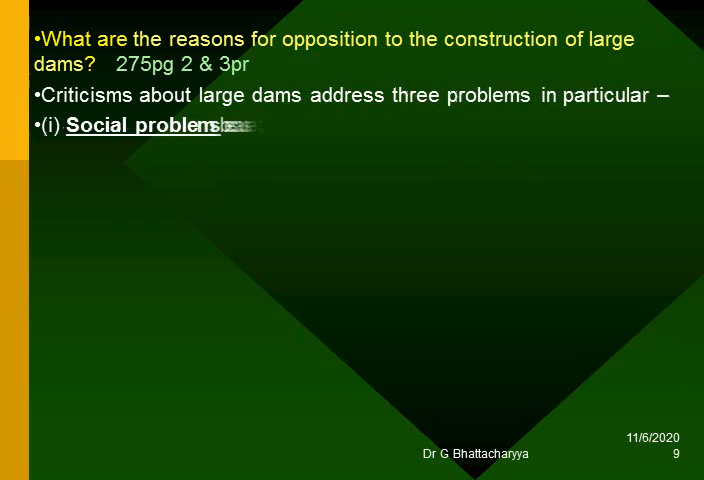 •What are the reasons for opposition to the construction of large
dams? 275pg 2 & 3pr
•Criticisms about large dams address three problems in particular –
•(i) Social problem
11/6/2020
Dr G Bhattacharyya 9